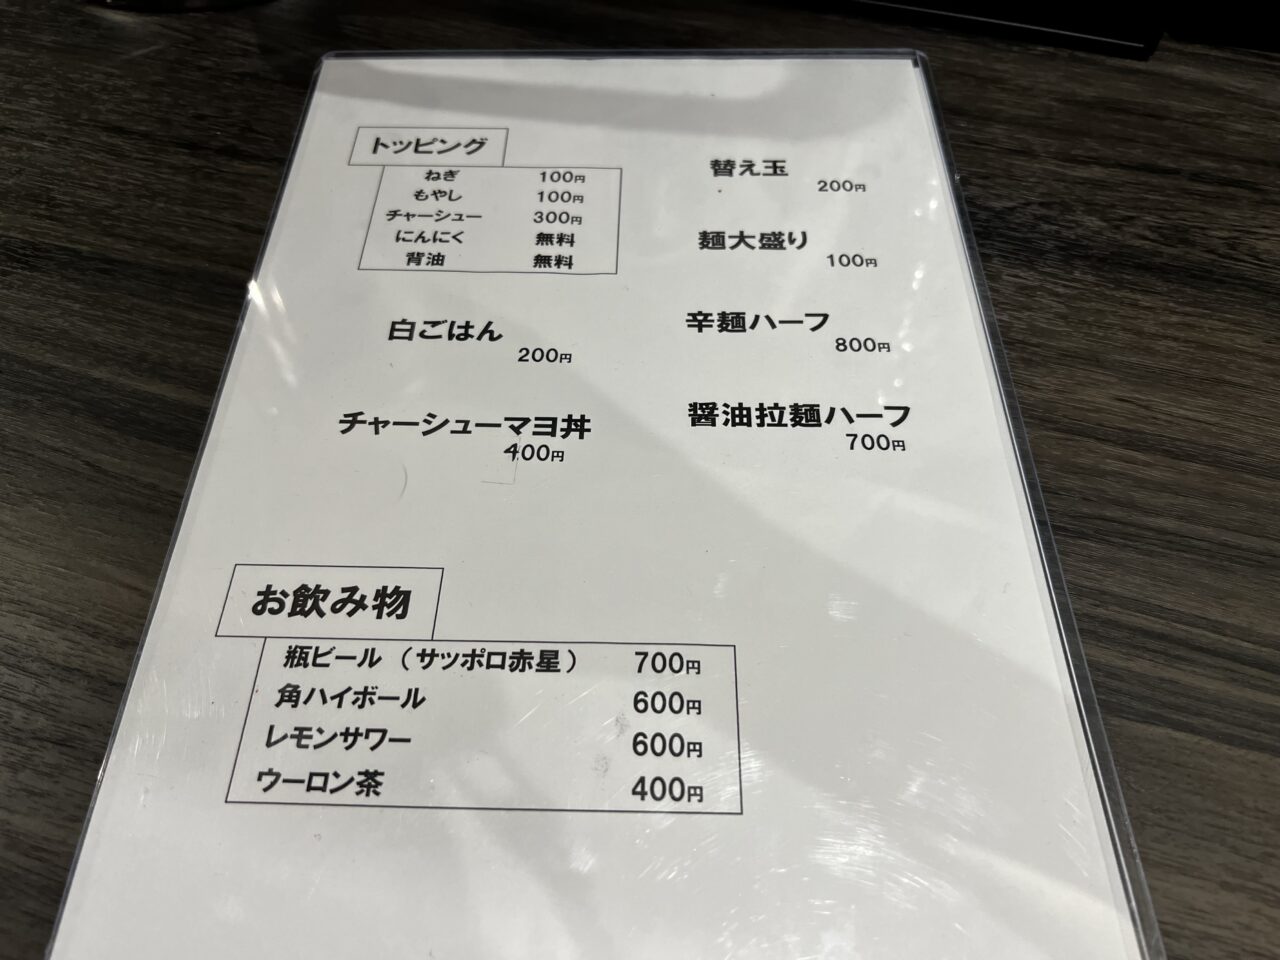 トッピング
ねぎ 100円
もやし 100円
チャーシュー 300円
にんにく 無料
背油 無料
白ごはん
200円
チャーシューマヨ丼
400円
替え玉
200円
麺大盛り
100円
辛麺ハーフ
800円
醤油拉麺ハーフ
700円
お飲み物
瓶ビール（サッポロ赤星） 700円
角ハイボール 600円
レモンサワー 600円
ウーロン茶 400円